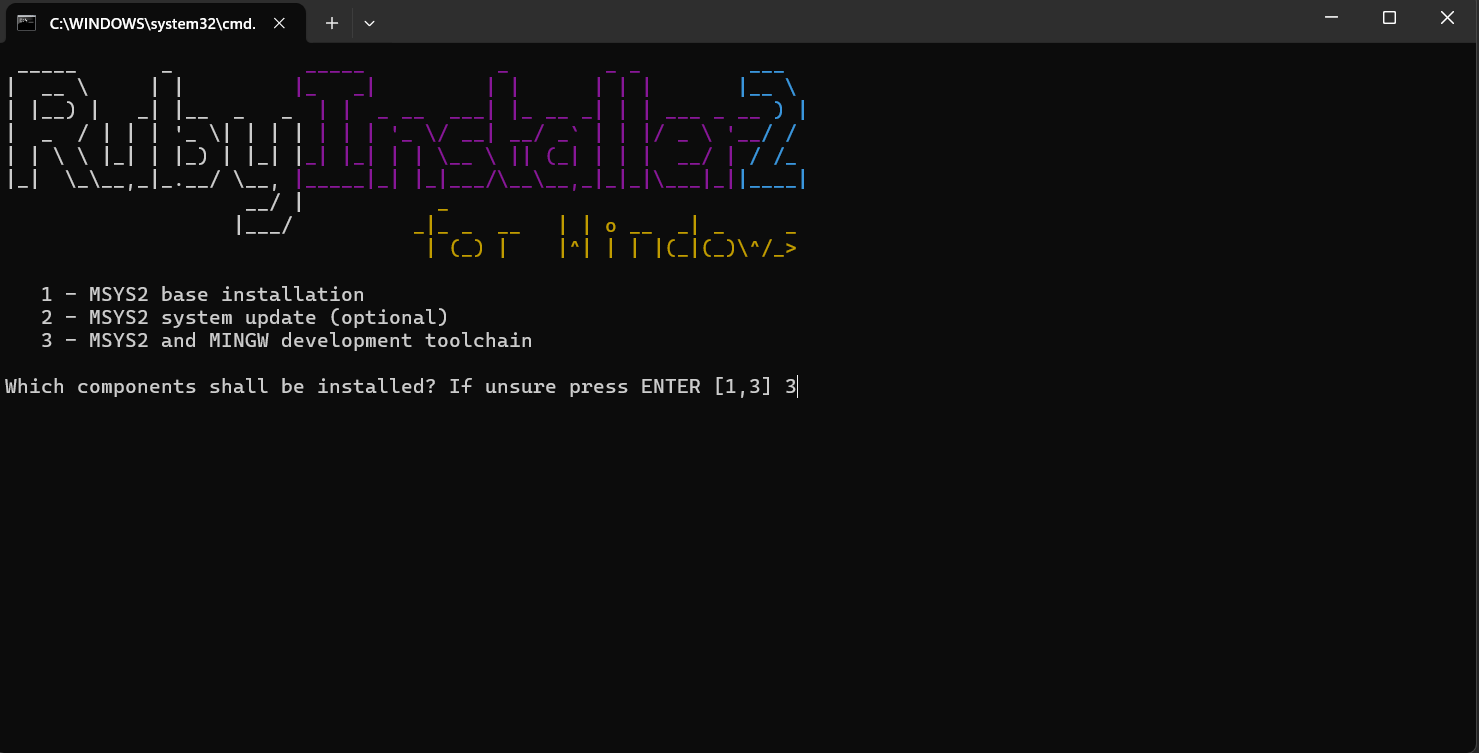 C:\WINDOWS\system32\cmd.
RubyInstaller2
for Windows
1 - MSYS2 base installation
2 - MSYS2 system update (optional)
3 - MSYS2 and MINGW development toolchain
Which components shall be installed? If unsure press ENTER [1,3] 3